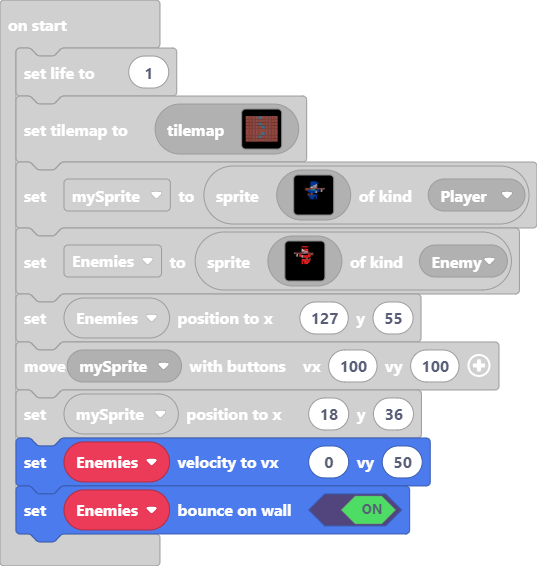 on start
set life to 1
set tilemap to tilemap
set mySprite to sprite of kind Player
set Enemies to sprite of kind Enemy
set Enemies position to x 127 y 55
move mySprite with buttons vx 100 vy 100
set mySprite position to x 18 y 36
set Enemies velocity to vx 0 vy 50
set Enemies bounce on wall ON